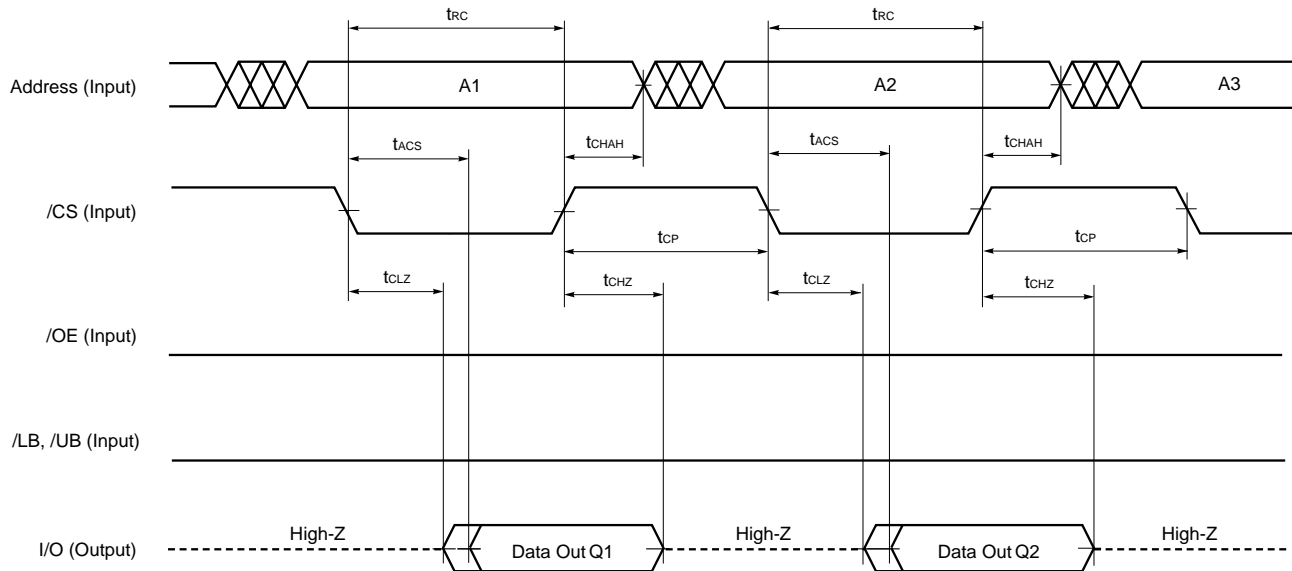 tRC tRC
Address (Input) A1 A2 A3
tACS tCHAH tACS tCHAH
/CS (Input)
tCP tCP
tCLZ tCHZ tCLZ tCHZ
/OE (Input)
/LB, /UB (Input)
High-Z High-Z High-Z
I/O (Output) Data Out Q1 Data Out Q2